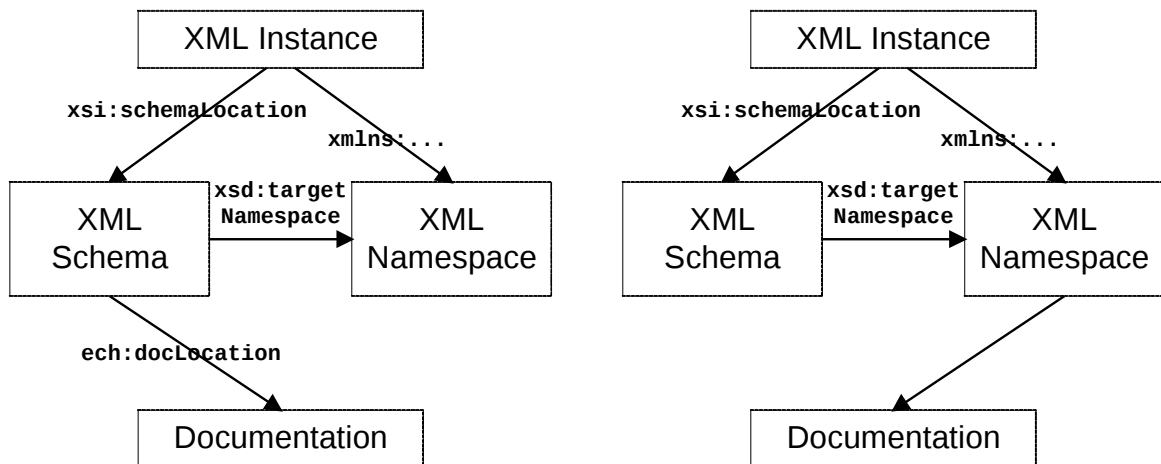 XML Instance
xsi:schemaLocation
xmlns:...
XML
Schema
xsd:target
Namespace
XML
Namespace
ech:docLocation
Documentation
XML Instance
xsi:schemaLocation
xmlns:...
XML
Schema
xsd:target
Namespace
XML
Namespace
Documentation